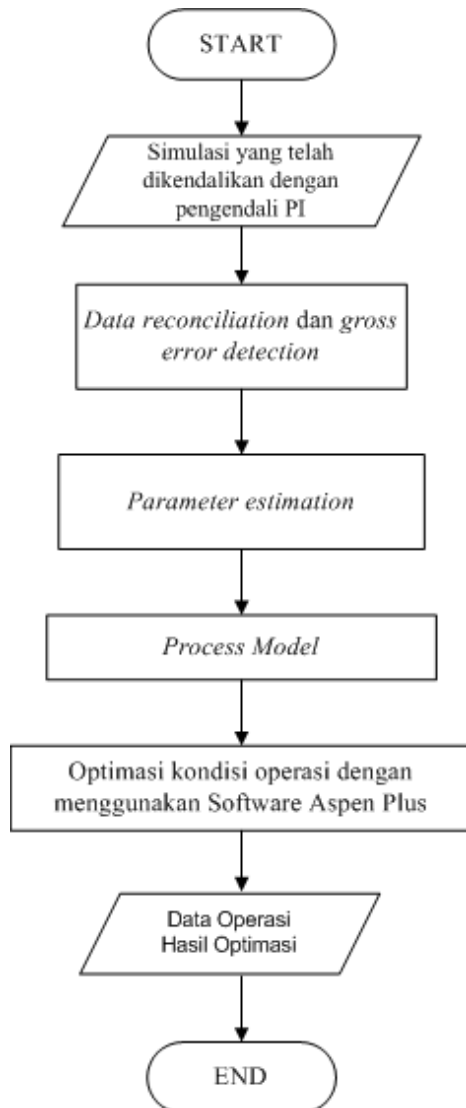 START
Simulasi yang telah
dikendalikan dengan
pengendali PI
Data reconciliation dan gross
error detection
Parameter estimation
Process Model
Optimasi kondisi operasi dengan
menggunakan Software Aspen Plus
Data Operasi
Hasil Optimasi
END